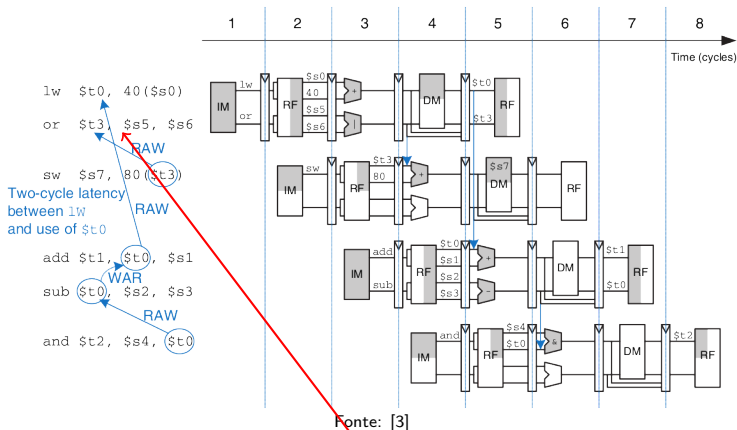 1 2 3 4 5 6 7 8
Time (cycles)
lw $t0, 40($s0)
or $t3, $s5, $s6
RAW
sw $s7, 80($t3)
Two-cycle latency
between lW
and use of $t0
RAW
add $t1, $t0, $s1
WAR
sub $t0, $s2, $s3
RAW
and $t2, $s4, $t0
IM
lw
or
RF
$s0
40
$s5
$s6
+
|
DM
$t0
$t3
RF
IM
sw
RF
$t3
80
+
$s7
DM
RF
IM
add
sub
RF
$t0
$s1
$s2
$s3
+
-
DM
$t1
$t0
RF
IM
and
RF
$s4
$t0
&
DM
$t2
RF
Fonte: [3]